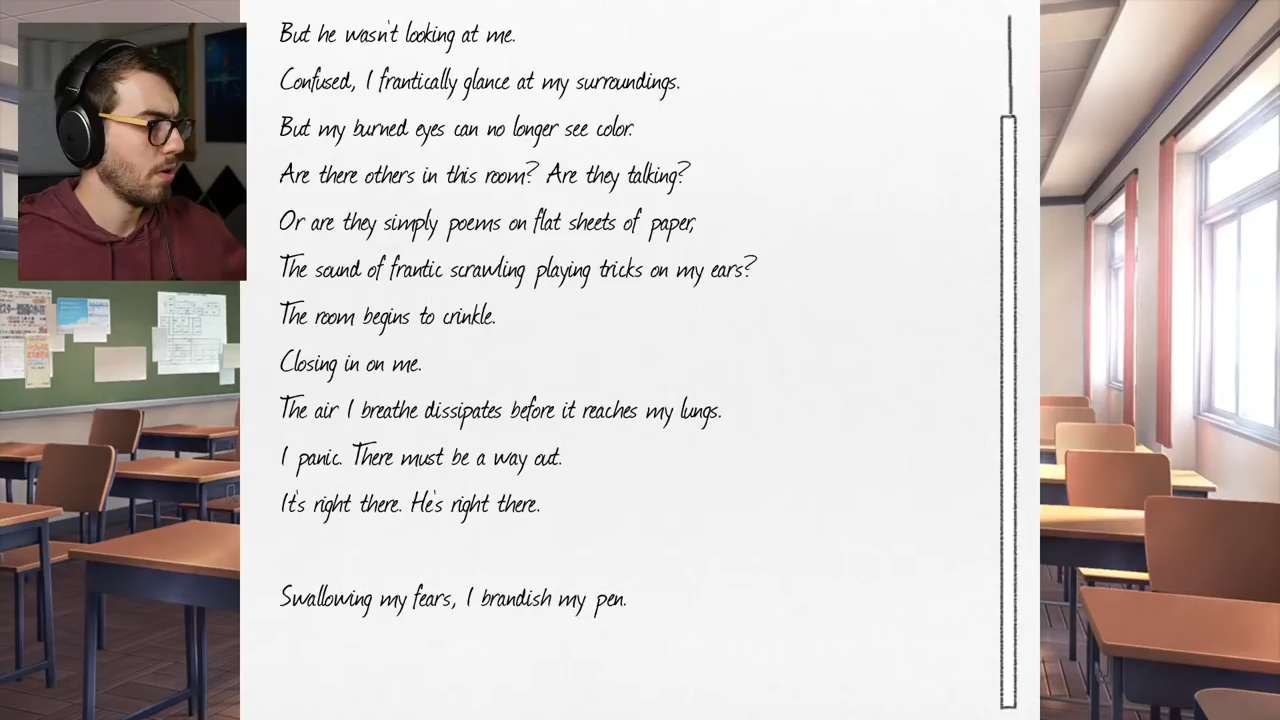 But he wasn't looking at me.
Confused, I frantically glance at my surroundings.
But my burned eyes can no longer see color.
Are there others in this room? Are they talking?
Or are they simply poems on flat sheets of paper,
The sound of frantic scrawling playing tricks on my ears?
The room begins to crinkle.
Closing in on me.
The air I breathe dissipates before it reaches my lungs.
I panic. There must be a way out.
It's right there. He's right there.
Swallowing my fears, I brandish my pen.